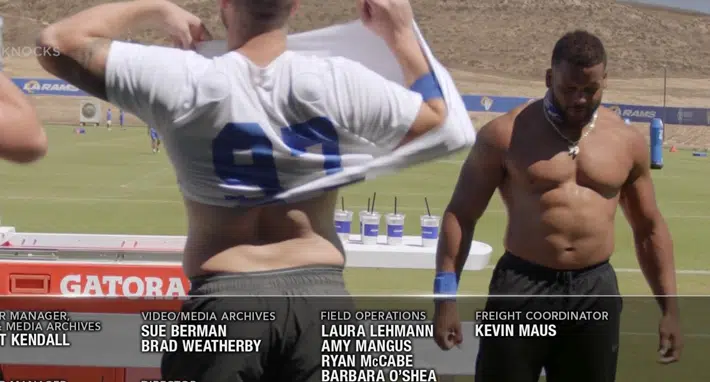 KNOCKS
LA RAMS
RAMS
97
GATORA
R MANAGER,
& MEDIA ARCHIVES
T KENDALL
VIDEO/MEDIA ARCHIVES
SUE BERMAN
BRAD WEATHERBY
FIELD OPERATIONS
LAURA LEHMANN
AMY MANGUS
RYAN McCABE
BARBARA O'SHEA
FREIGHT COORDINATOR
KEVIN MAUS